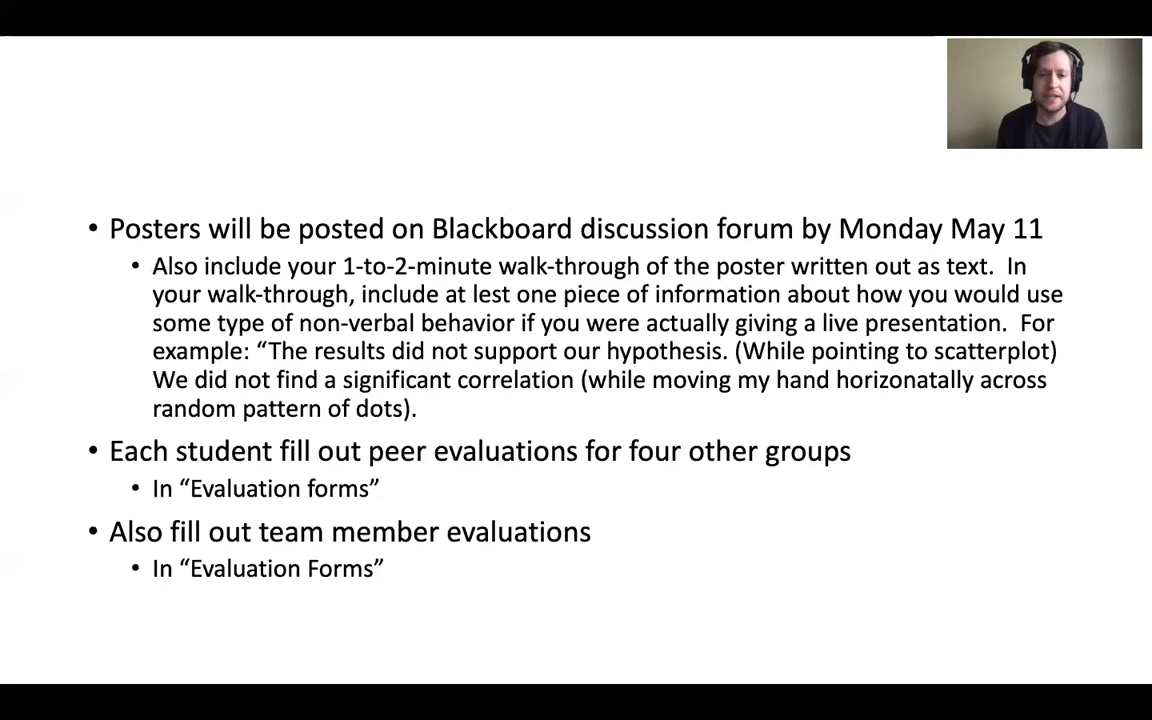 • Posters will be posted on Blackboard discussion forum by Monday May 11
• Also include your 1-to-2-minute walk-through of the poster written out as text.  In
your walk-through, include at lest one piece of information about how you would use
some type of non-verbal behavior if you were actually giving a live presentation.  For
example: “The results did not support our hypothesis. (While pointing to scatterplot)
We did not find a significant correlation (while moving my hand horizonatally across
random pattern of dots).
• Each student fill out peer evaluations for four other groups
• In “Evaluation forms”
• Also fill out team member evaluations
• In “Evaluation Forms”